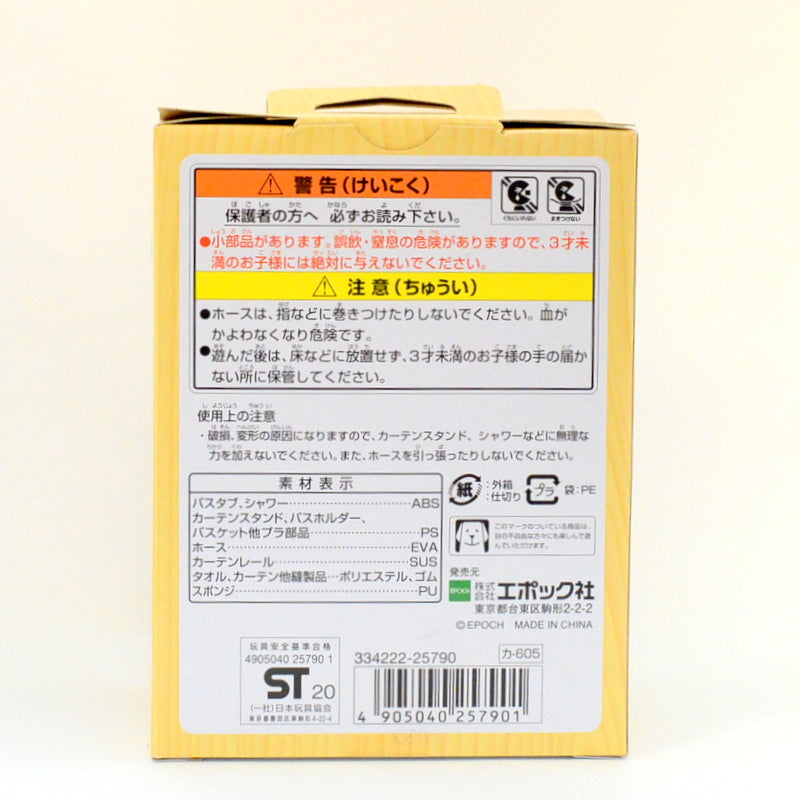 ⚠ 警告(けいこく)
くちにいれない
まきつけない
保護者の方へ 必ずお読み下さい。
●小部品があります。誤飲・窒息の危険がありますので、3才未
満のお子様には絶対に与えないでください。
⚠ 注意(ちゅうい)
●ホースは、指などに巻きつけたりしないでください。血が
かよわなくなり危険です。
●遊んだ後は、床などに放置せず、3才未満のお子様の手の届か
ない所に保管してください。
使用上の注意
・破損、変形の原因になりますので、カーテンスタンド、シャワーなどに無理な
力を加えないでください。また、ホースを引っ張ったりしないでください。
素材表示
バスタブ、シャワー ABS
カーテンスタンド、バスホルダー、
バスケット他プラ部品 PS
ホース EVA
カーテンレール SUS
タオル、カーテン他縫製品 ポリエステル、ゴム
スポンジ PU
紙 :外箱
:仕切り
プラ 袋:PE
このマークのついている商品は、
目の不自由な方々にも楽しんで遊
んでいただけます。
発売元
EPOCH 株式会社 エポック社
東京都台東区駒形2-2-2
© EPOCH MADE IN CHINA
玩具安全基準合格
4905040 25790 1
ST 20
(一社)日本玩具協会
東京都墨田区東駒形4-22-4
334222-25790
カ-605
4 905040 257901